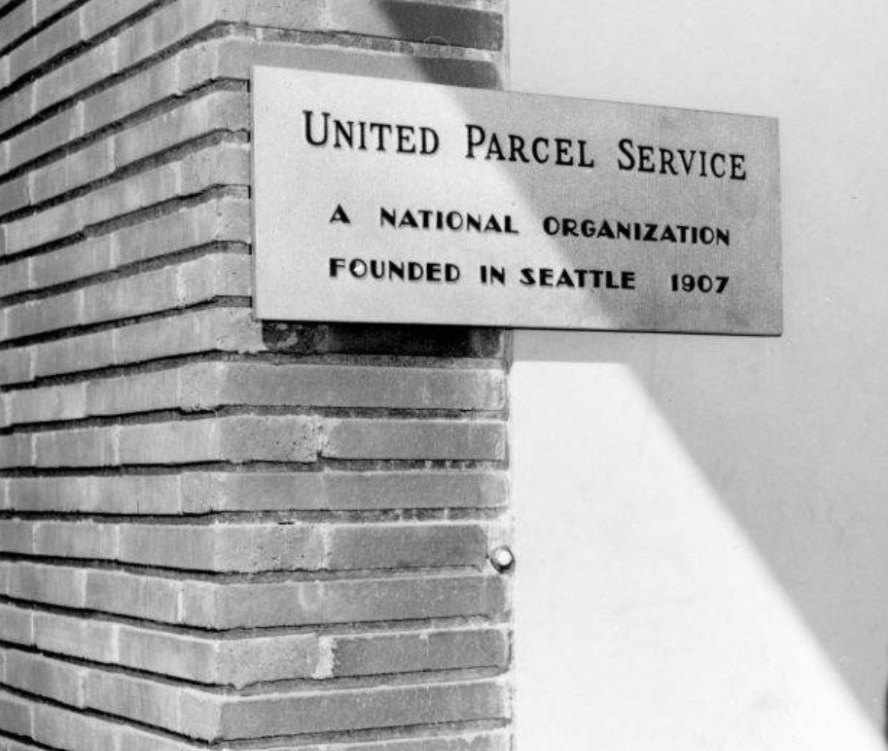 UNITED PARCEL SERVICE
A NATIONAL ORGANIZATION
FOUNDED IN SEATTLE 1907